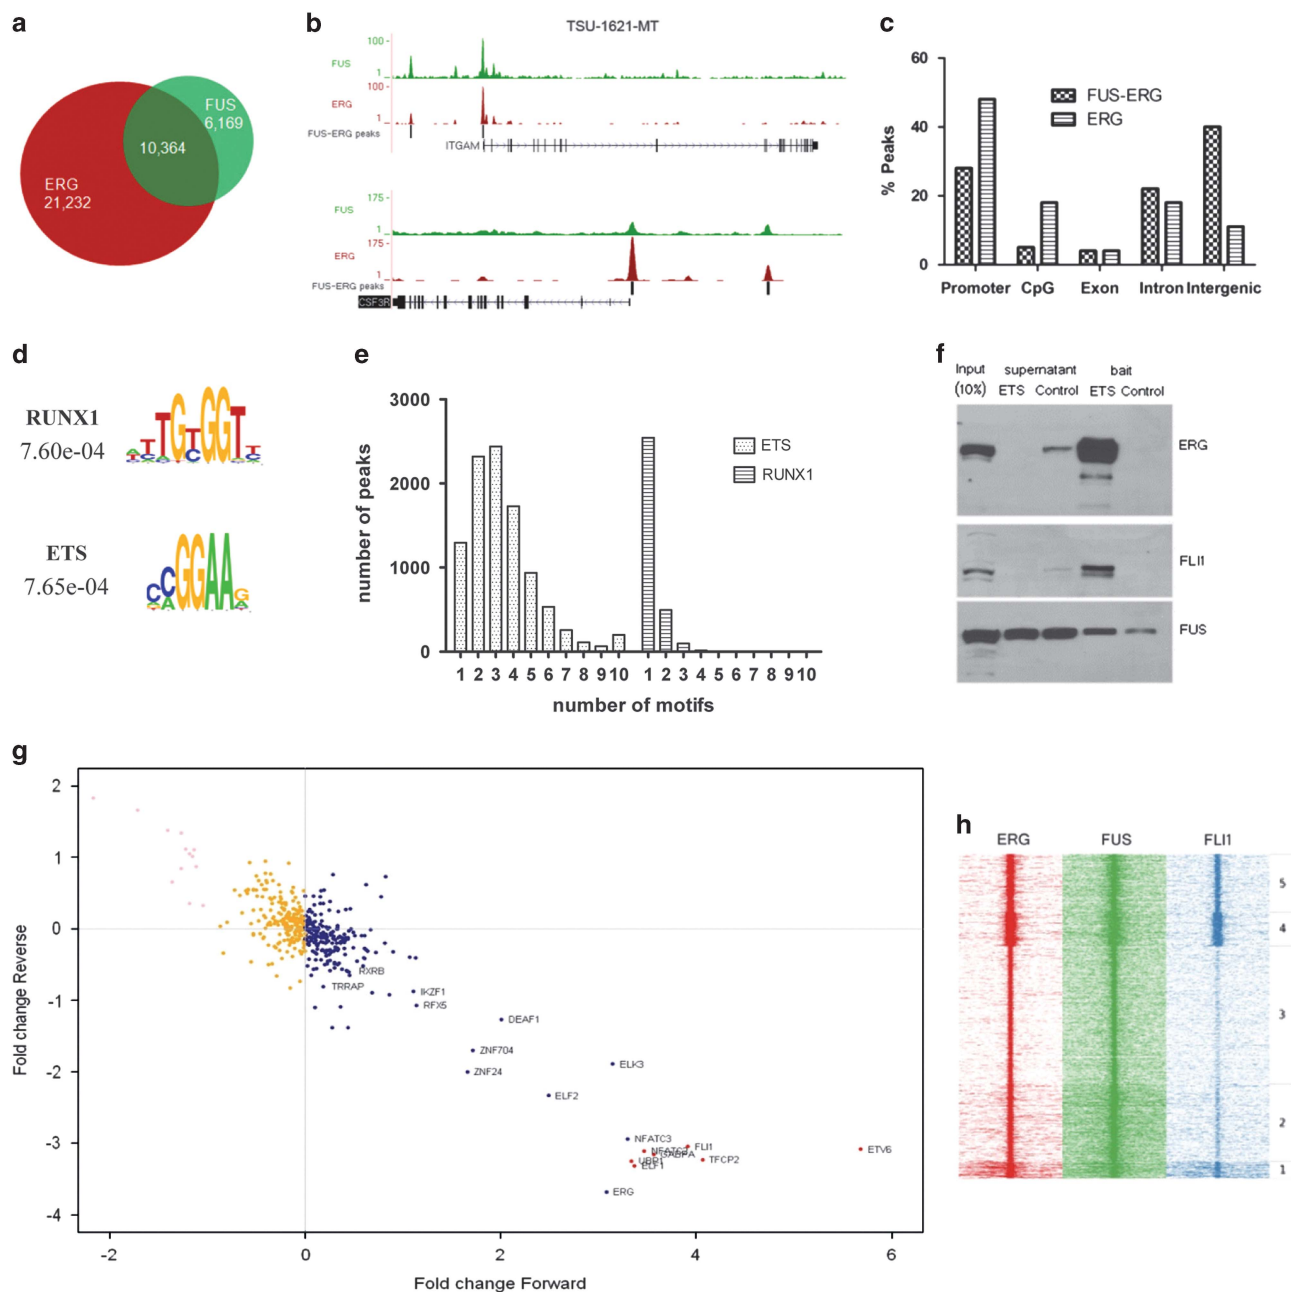 a
FUS
6,169
10,364
ERG
21,232
b
TSU-1621-MT
100
FUS
1
100
ERG
1
FUS-ERG peaks
ITGAM
175
FUS
1
175
ERG
1
FUS-ERG peaks
CSF3R
c
60
40
20
0
% Peaks
FUS-ERG
ERG
Promoter CpG Exon Intron Intergenic
d
RUNX1
7.60e-04
ETS
7.65e-04
e
3000
2000
1000
0
number of peaks
ETS
RUNX1
1 2 3 4 5 6 7 8 9 10 1 2 3 4 5 6 7 8 9 10
number of motifs
f
Input supernatant bait
(10%) ETS Control ETS Control
ERG
FLI1
FUS
g
2
1
0
-1
-2
-3
-4
Fold change Reverse
RXRB
TRRAP
IKZF1
RFX5
DEAF1
ZNF704
ELK3
ZNF24
ELF2
NFATC3
FLI1
NFATC2
GABPA
ETV6
UBP1
TFCP2
ELF1
ERG
-2 0 2 4 6
Fold change Forward
h
ERG FUS FLI1
5
4
3
2
1